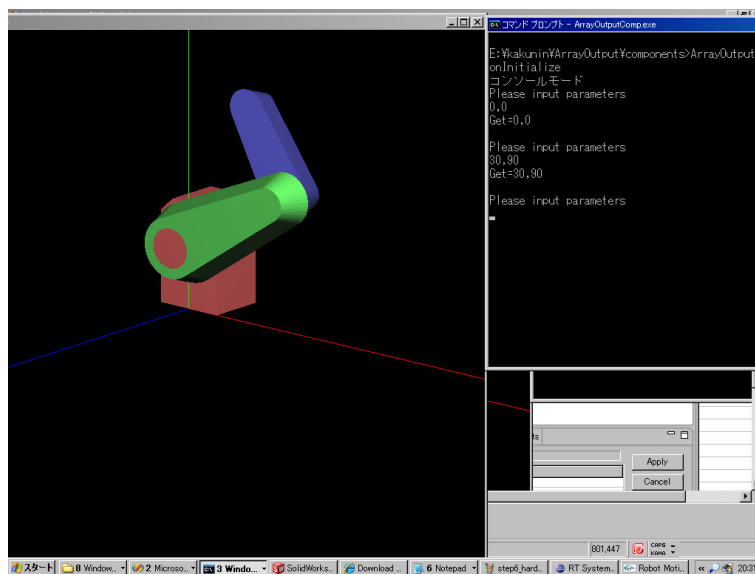 コマンド プロンプト - ArrayOutputComp.exe
E:¥kakunin¥ArrayOutput¥components>ArrayOutput
onInitialize
コンソールモード
Please input parameters
0,0
Get=0,0
Please input parameters
30,90
Get=30,90
Please input parameters
ts
Apply
Cancel
801,447
CAPS
KANA
スタート
8 Window..
2 Microso..
3 Windo...
SolidWorks..
Download ..
6 Notepad
step6_hard..
RT System..
Robot Moti..
«